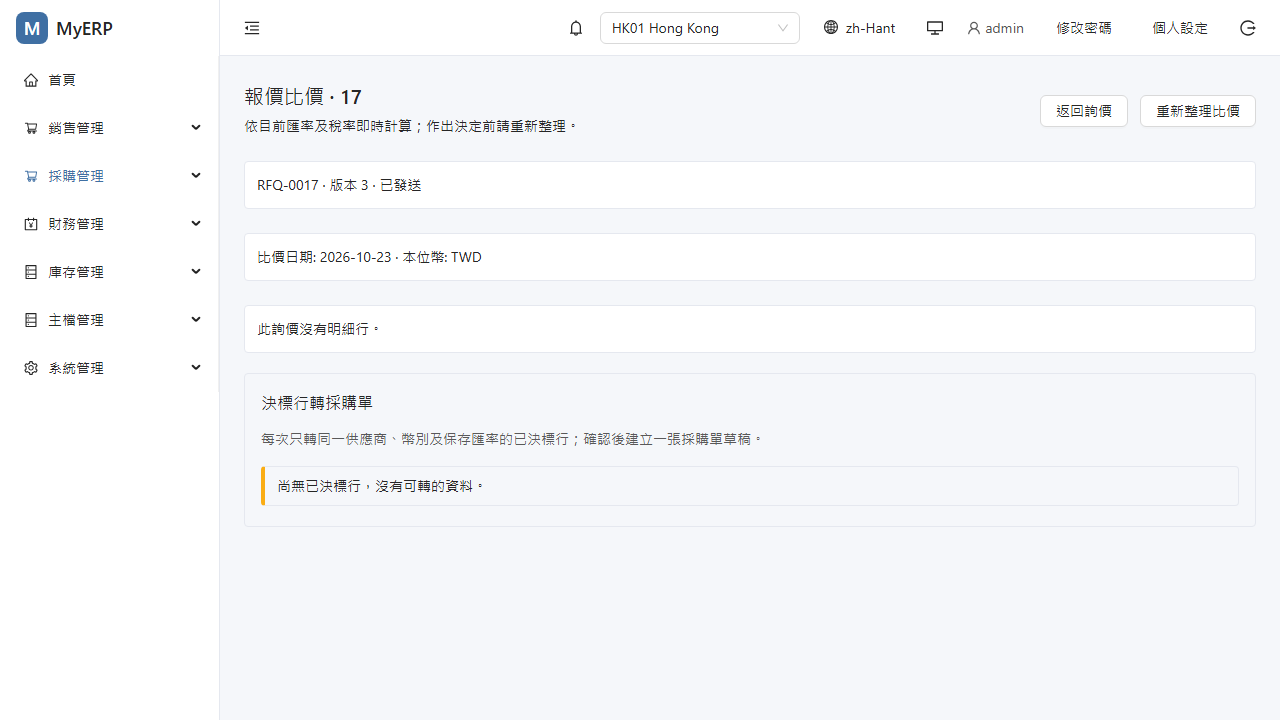 M MyERP
HK01 Hong Kong
zh-Hant
admin
修改密碼
個人設定
首頁
銷售管理
採購管理
財務管理
庫存管理
主檔管理
系統管理
報價比價 · 17
依目前匯率及稅率即時計算；作出決定前請重新整理。
返回詢價
重新整理比價
RFQ-0017 · 版本 3 · 已發送
比價日期: 2026-10-23 · 本位幣: TWD
此詢價沒有明細行。
決標行轉採購單
每次只轉同一供應商、幣別及保存匯率的已決標行；確認後建立一張採購單草稿。
尚無已決標行，沒有可轉的資料。